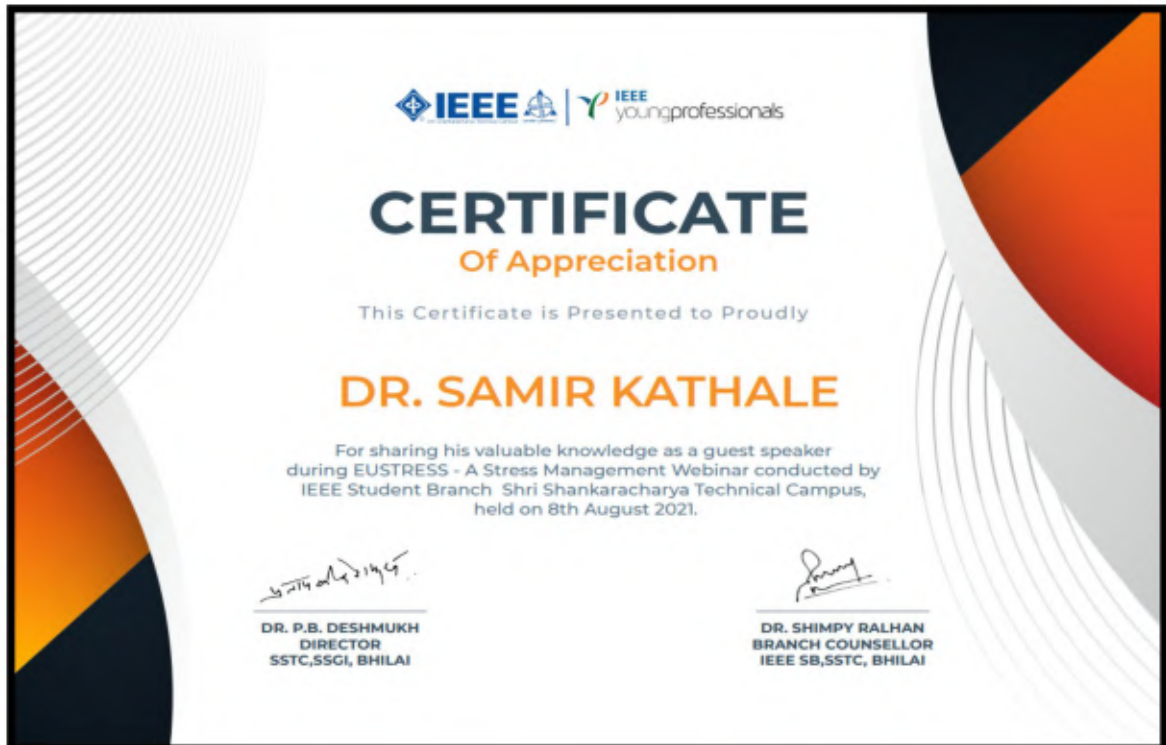 IEEE | IEEE
youngprofessionals
CERTIFICATE
Of Appreciation
This Certificate is Presented to Proudly
DR. SAMIR KATHALE
For sharing his valuable knowledge as a guest speaker
during EUSTRESS - A Stress Management Webinar conducted by
IEEE Student Branch Shri Shankaracharya Technical Campus,
held on 8th August 2021.
DR. P.B. DESHMUKH
DIRECTOR
SSTC,SSGI, BHILAI
DR. SHIMPY RALHAN
BRANCH COUNSELLOR
IEEE SB,SSTC, BHILAI